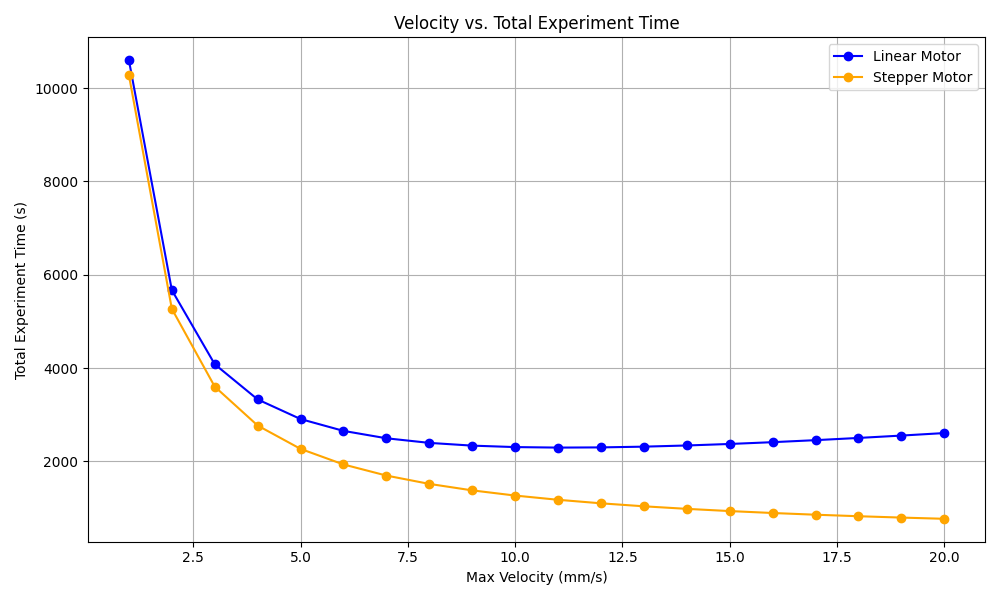 Velocity vs. Total Experiment Time
Linear Motor
Stepper Motor
Total Experiment Time (s)
10000
8000
6000
4000
2000
2.5 5.0 7.5 10.0 12.5 15.0 17.5 20.0
Max Velocity (mm/s)